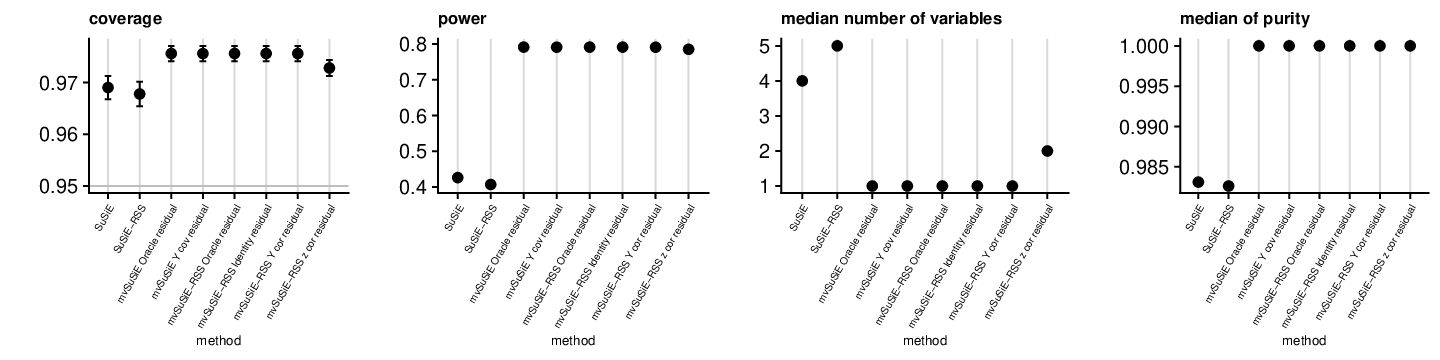 coverage
0.97
0.96
0.95
SuSiE
SuSiE−RSS
mvSuSiE Oracle residual
mvSuSiE Y cov residual
mvSuSiE−RSS Oracle residual
mvSuSiE−RSS Identity residual
mvSuSiE−RSS Y cor residual
mvSuSiE−RSS z cor residual
method
power
0.8
0.7
0.6
0.5
0.4
SuSiE
SuSiE−RSS
mvSuSiE Oracle residual
mvSuSiE Y cov residual
mvSuSiE−RSS Oracle residual
mvSuSiE−RSS Identity residual
mvSuSiE−RSS Y cor residual
mvSuSiE−RSS z cor residual
method
median number of variables
5
4
3
2
1
SuSiE
SuSiE−RSS
mvSuSiE Oracle residual
mvSuSiE Y cov residual
mvSuSiE−RSS Oracle residual
mvSuSiE−RSS Identity residual
mvSuSiE−RSS Y cor residual
mvSuSiE−RSS z cor residual
method
median of purity
1.000
0.995
0.990
0.985
SuSiE
SuSiE−RSS
mvSuSiE Oracle residual
mvSuSiE Y cov residual
mvSuSiE−RSS Oracle residual
mvSuSiE−RSS Identity residual
mvSuSiE−RSS Y cor residual
mvSuSiE−RSS z cor residual
method